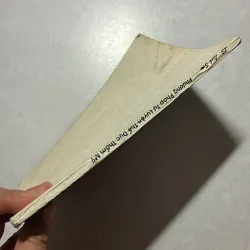 Phương Pháp Tự Luyện Thể Dục Thẩm Mỹ